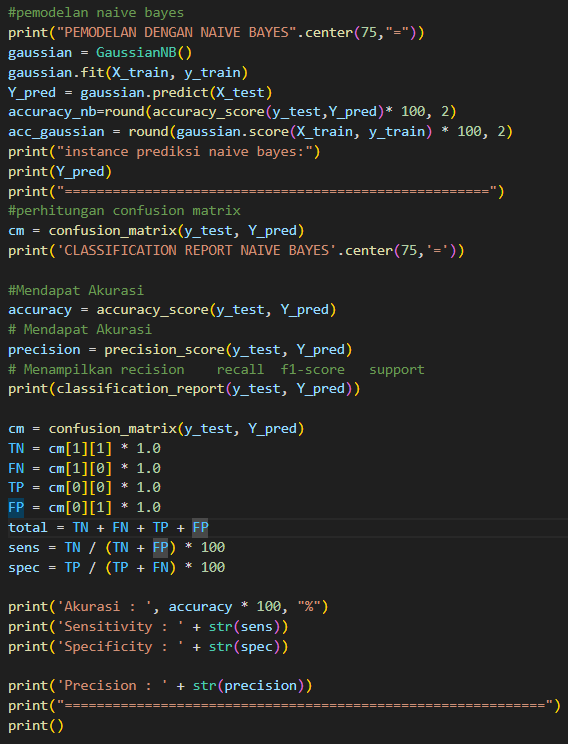 #pemodelan naive bayes
print("PEMODELAN DENGAN NAIVE BAYES".center(75,"="))
gaussian = GaussianNB()
gaussian.fit(X_train, y_train)
Y_pred = gaussian.predict(X_test)
accuracy_nb=round(accuracy_score(y_test,Y_pred)* 100, 2)
acc_gaussian = round(gaussian.score(X_train, y_train) * 100, 2)
print("instance prediksi naive bayes:")
print(Y_pred)
print("=====================================================")
#perhitungan confusion matrix
cm = confusion_matrix(y_test, Y_pred)
print('CLASSIFICATION REPORT NAIVE BAYES'.center(75,'='))
#Mendapat Akurasi
accuracy = accuracy_score(y_test, Y_pred)
# Mendapat Akurasi
precision = precision_score(y_test, Y_pred)
# Menampilkan recision    recall  f1-score   support
print(classification_report(y_test, Y_pred))
cm = confusion_matrix(y_test, Y_pred)
TN = cm[1][1] * 1.0
FN = cm[1][0] * 1.0
TP = cm[0][0] * 1.0
FP = cm[0][1] * 1.0
total = TN + FN + TP + FP
sens = TN / (TN + FP) * 100
spec = TP / (TP + FN) * 100
print('Akurasi : ', accuracy * 100, "%")
print('Sensitivity : ' + str(sens))
print('Specificity : ' + str(spec))
print('Precision : ' + str(precision))
print("============================================================")
print()